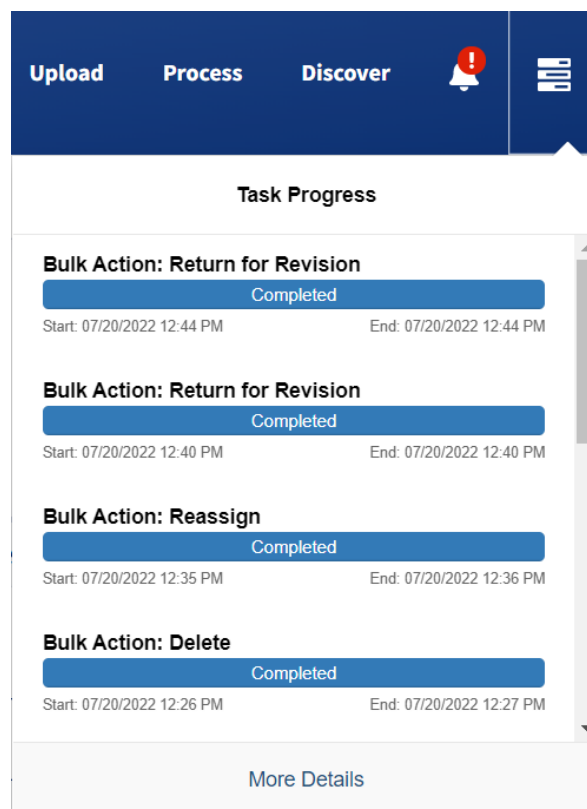 Upload Process Discover !
Task Progress
Bulk Action: Return for Revision
Completed
Start: 07/20/2022 12:44 PM End: 07/20/2022 12:44 PM
Bulk Action: Return for Revision
Completed
Start: 07/20/2022 12:40 PM End: 07/20/2022 12:40 PM
Bulk Action: Reassign
Completed
Start: 07/20/2022 12:35 PM End: 07/20/2022 12:36 PM
Bulk Action: Delete
Completed
Start: 07/20/2022 12:26 PM End: 07/20/2022 12:27 PM
More Details